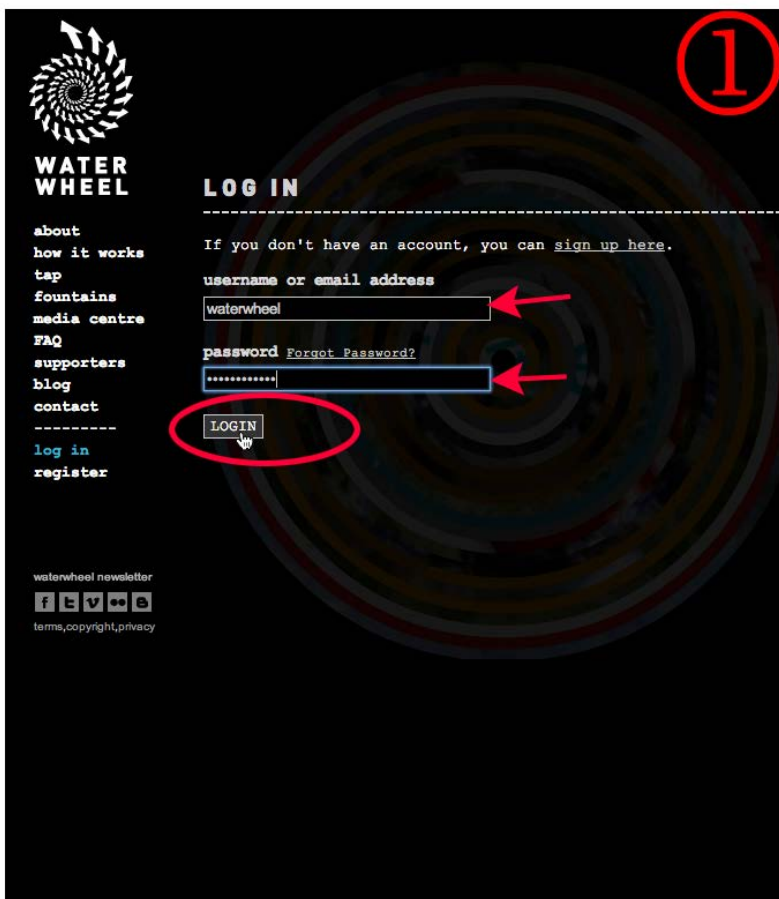 1
WATER
WHEEL
about
how it works
tap
fountains
media centre
FAQ
supporters
blog
contact
---------
log in
register
waterwheel newsletter
terms,copyright,privacy
LOG IN
If you don't have an account, you can sign up here.
username or email address
waterwheel
password Forgot Password?
••••••••••••
LOGIN